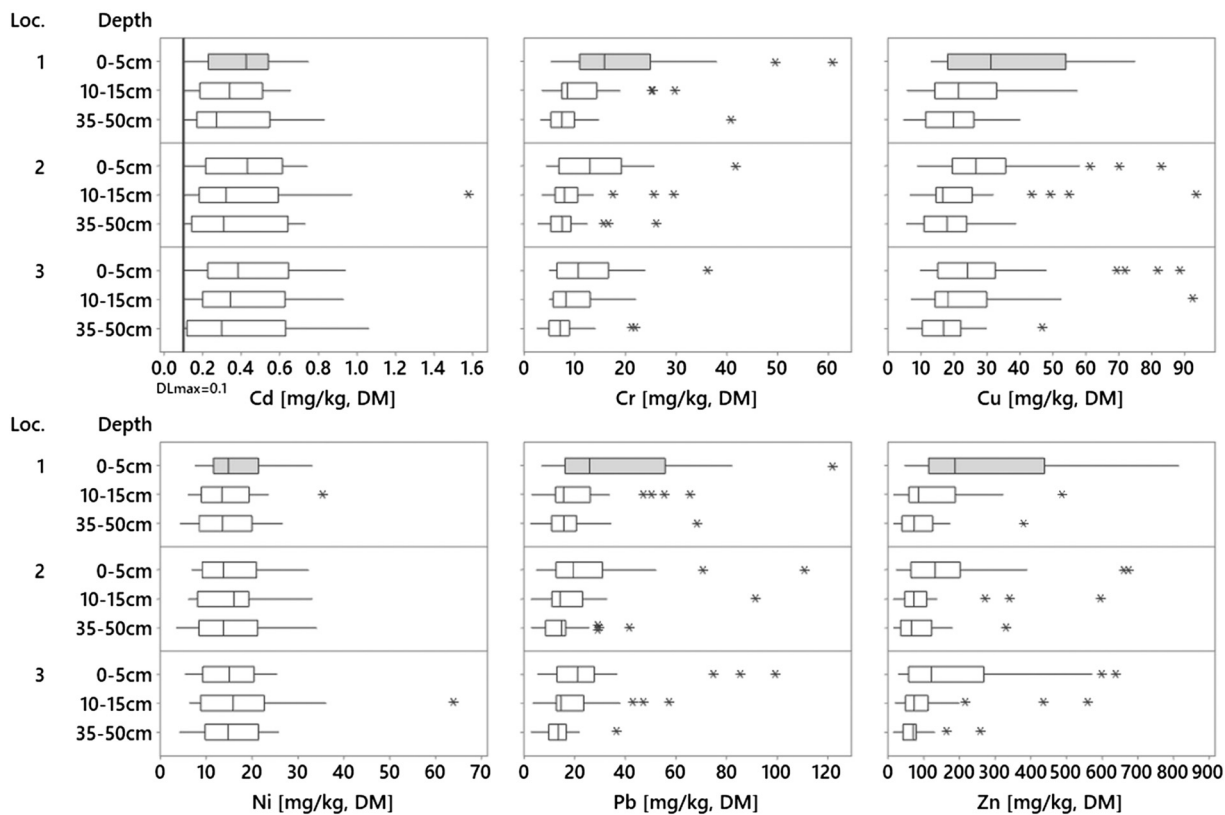 Loc. Depth
1 0-5cm
10-15cm
35-50cm
2 0-5cm
10-15cm
35-50cm
3 0-5cm
10-15cm
35-50cm
0.0 0.2 0.4 0.6 0.8 1.0 1.2 1.4 1.6 0 10 20 30 40 50 60 0 10 20 30 40 50 60 70 80 90
DLmax=0.1
Cd [mg/kg, DM] Cr [mg/kg, DM] Cu [mg/kg, DM]
Loc. Depth
1 0-5cm
10-15cm
35-50cm
2 0-5cm
10-15cm
35-50cm
3 0-5cm
10-15cm
35-50cm
0 10 20 30 40 50 60 70 0 20 40 60 80 100 120 0 100 200 300 400 500 600 700 800 900
Ni [mg/kg, DM] Pb [mg/kg, DM] Zn [mg/kg, DM]